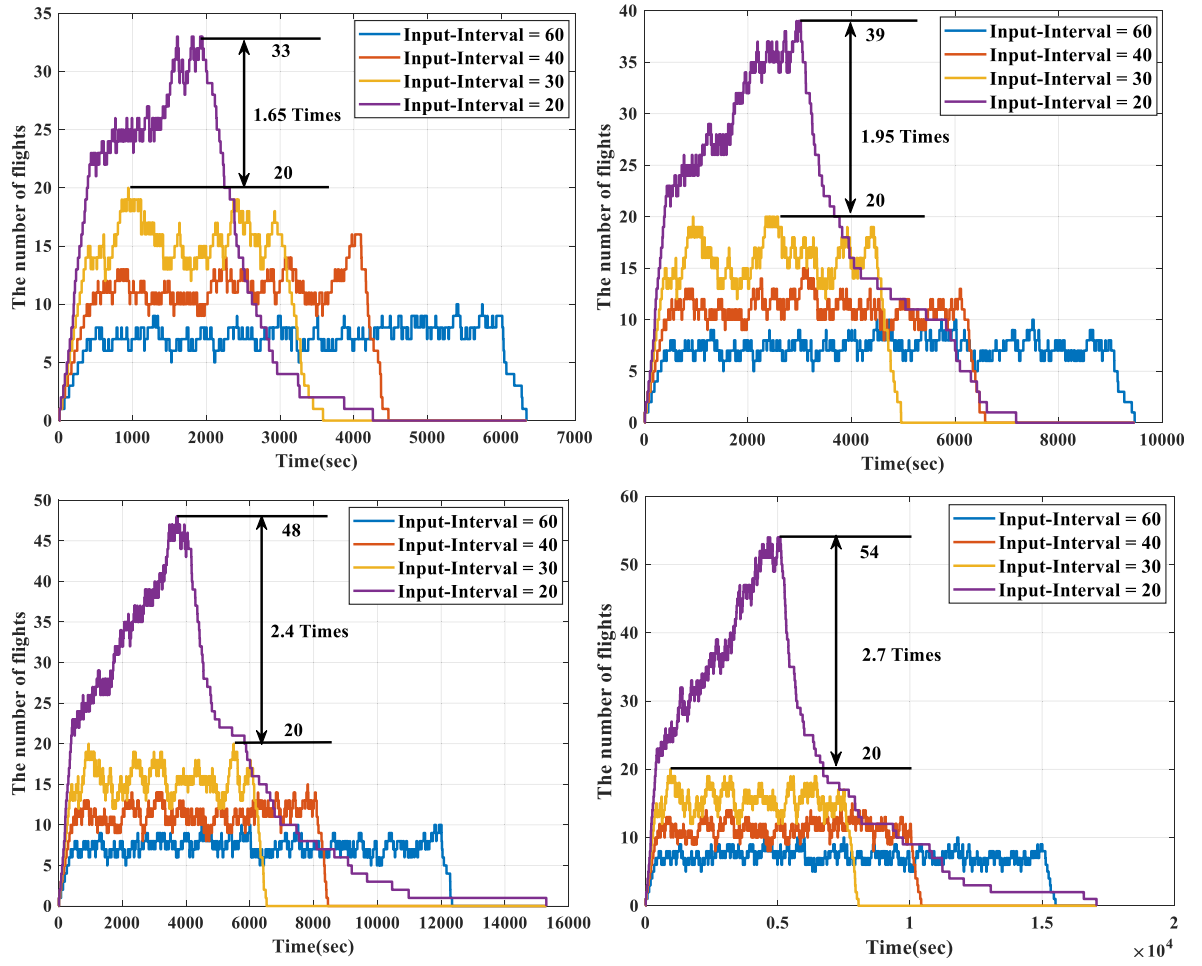 35
30
25
20
15
10
5
0
The number of flights
33
1.65 Times
20
Input-Interval = 60
Input-Interval = 40
Input-Interval = 30
Input-Interval = 20
0 1000 2000 3000 4000 5000 6000 7000
Time(sec)
40
35
30
25
20
15
10
5
0
The number of flights
39
1.95 Times
20
Input-Interval = 60
Input-Interval = 40
Input-Interval = 30
Input-Interval = 20
0 2000 4000 6000 8000 10000
Time(sec)
50
45
40
35
30
25
20
15
10
5
0
The number of flights
48
2.4 Times
20
Input-Interval = 60
Input-Interval = 40
Input-Interval = 30
Input-Interval = 20
0 2000 4000 6000 8000 10000 12000 14000 16000
Time(sec)
60
50
40
30
20
10
0
The number of flights
54
2.7 Times
20
Input-Interval = 60
Input-Interval = 40
Input-Interval = 30
Input-Interval = 20
0 0.5 1 1.5 2
Time(sec)
×10⁴